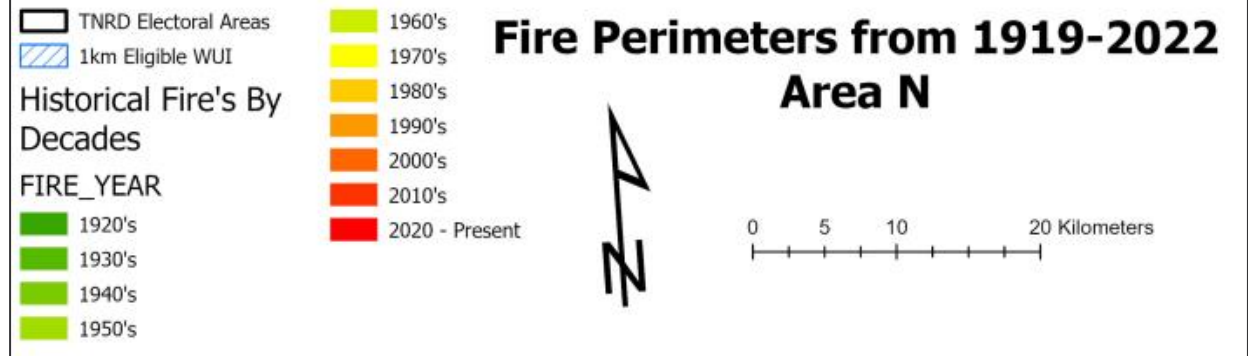 TNRD Electoral Areas
1km Eligible WUI
Historical Fire's By
Decades
FIRE_YEAR
1920's
1930's
1940's
1950's
1960's
1970's
1980's
1990's
2000's
2010's
2020 - Present
Fire Perimeters from 1919-2022
Area N
N
0 5 10 20 Kilometers